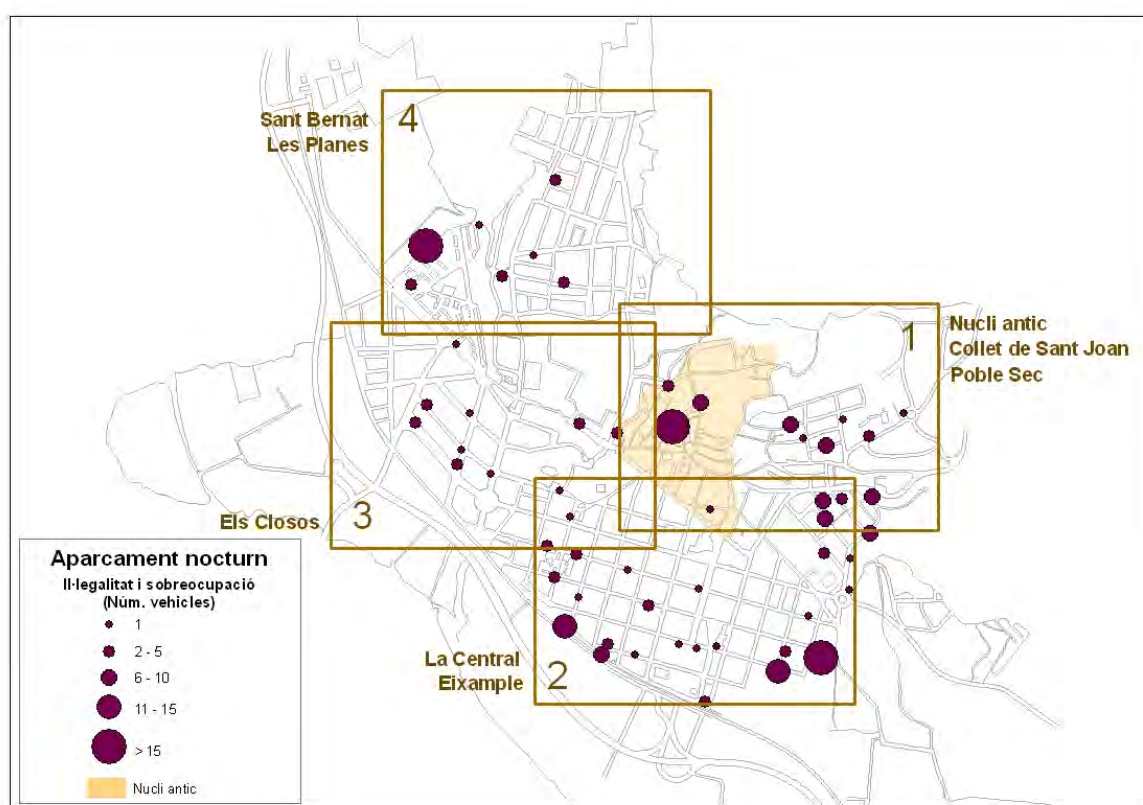 Sant Bernat
Les Planes
4
1
Nucli antic
Collet de Sant Joan
Poble Sec
Els Closos
3
La Central
Eixample
2
Aparcament nocturn
Il·legalitat i sobreocupació
(Núm. vehicles)
1
2 - 5
6 - 10
11 - 15
> 15
Nucli antic